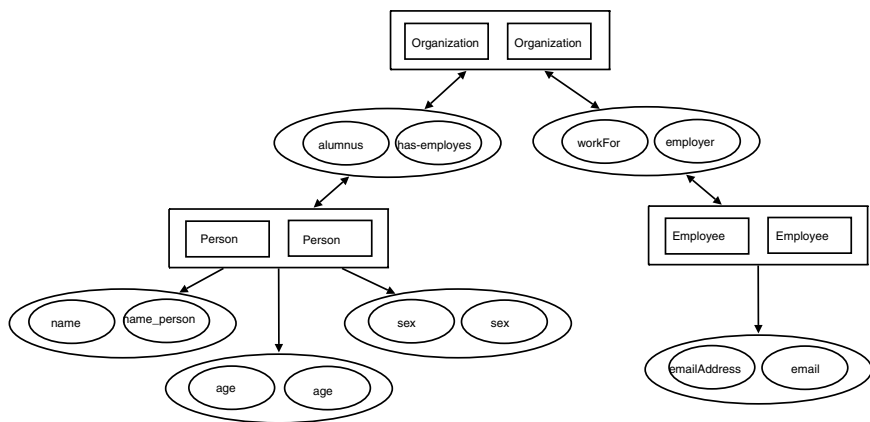 Organization
Organization
alumnus
has-employes
workFor
employer
Person
Person
Employee
Employee
name
name_person
sex
sex
age
age
emailAddress
email